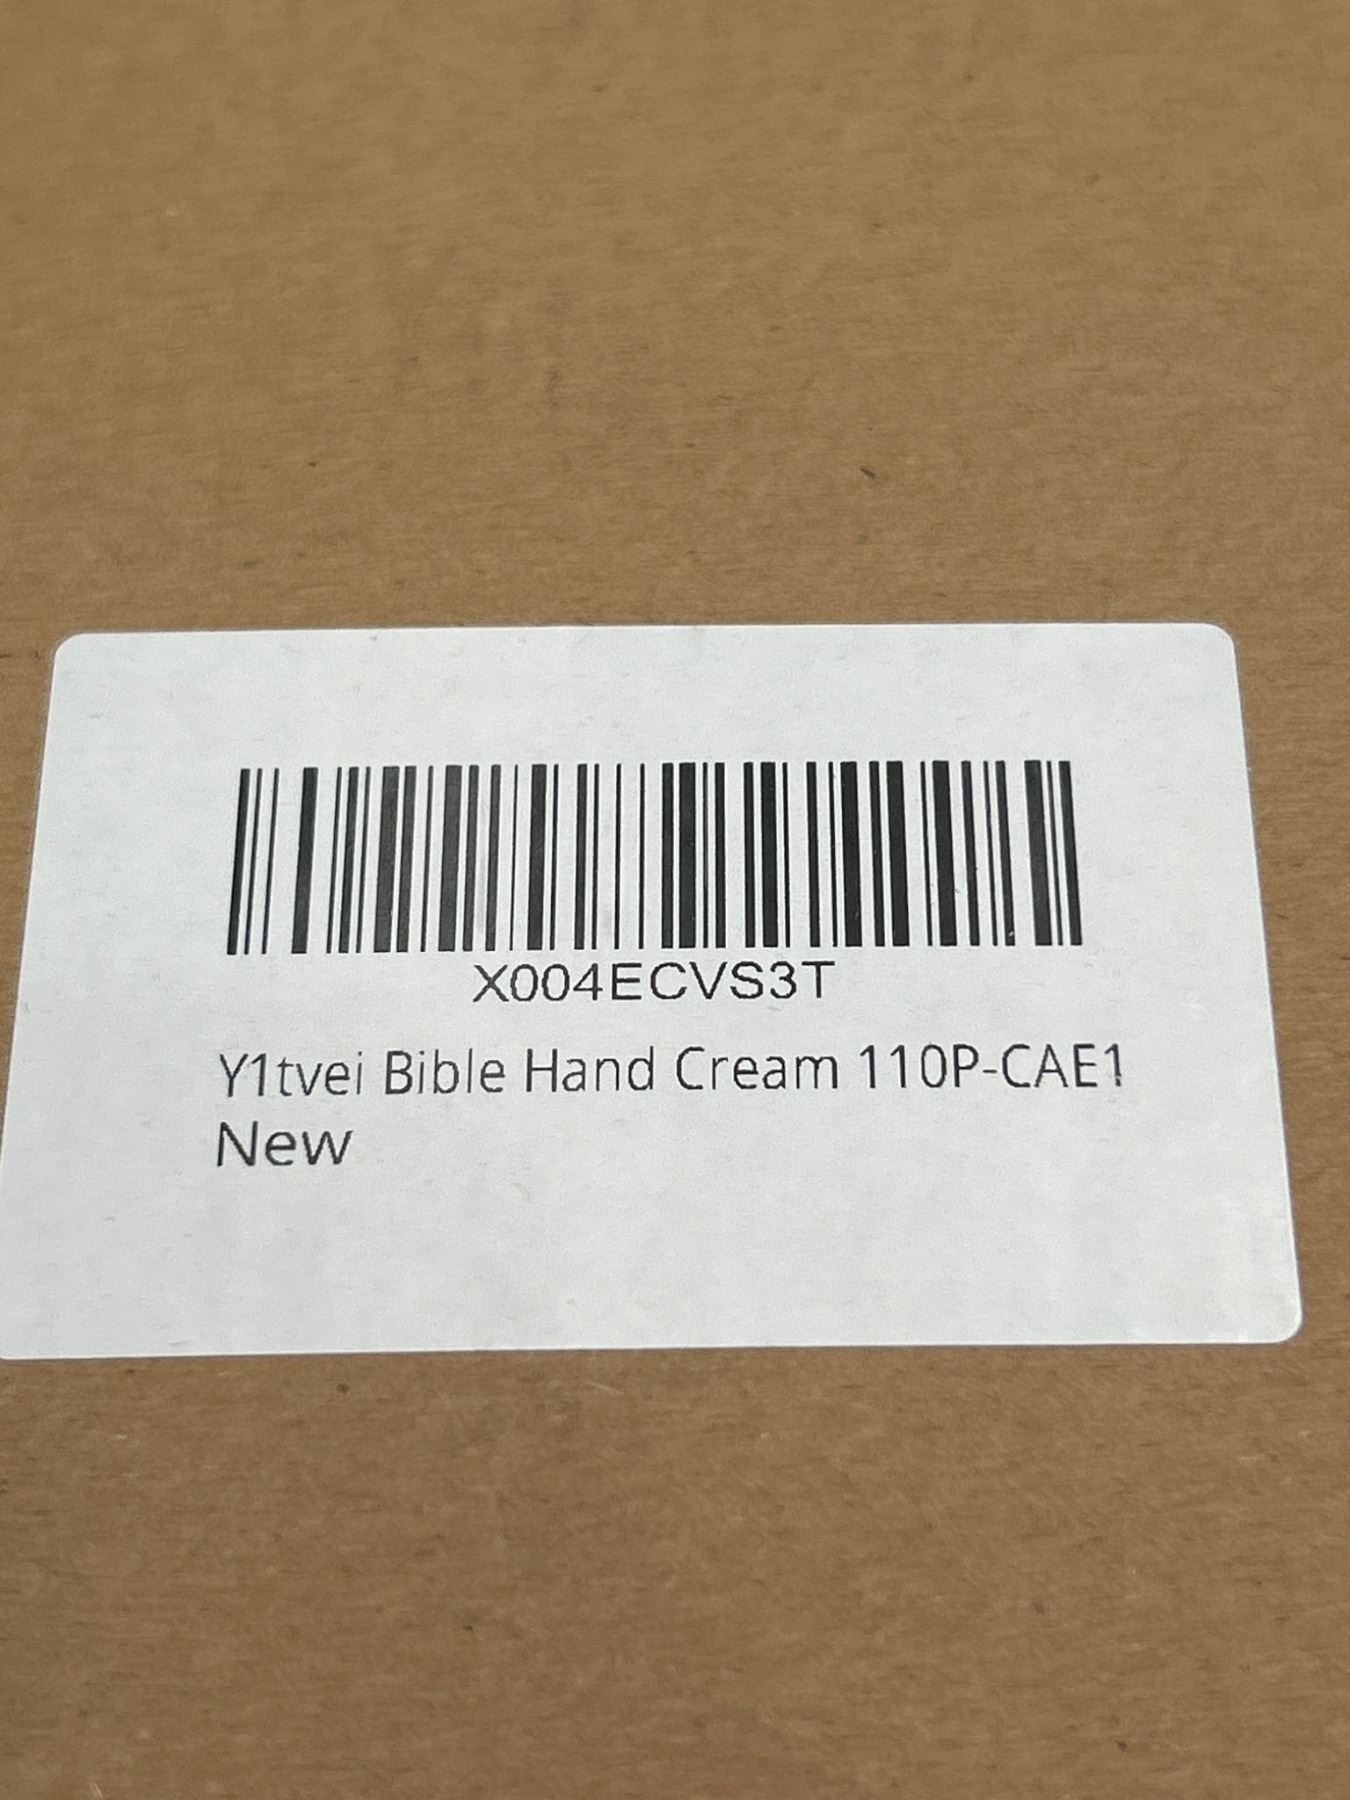 X004ECVS3T
Y1tvei Bible Hand Cream 110P-CAE1
New